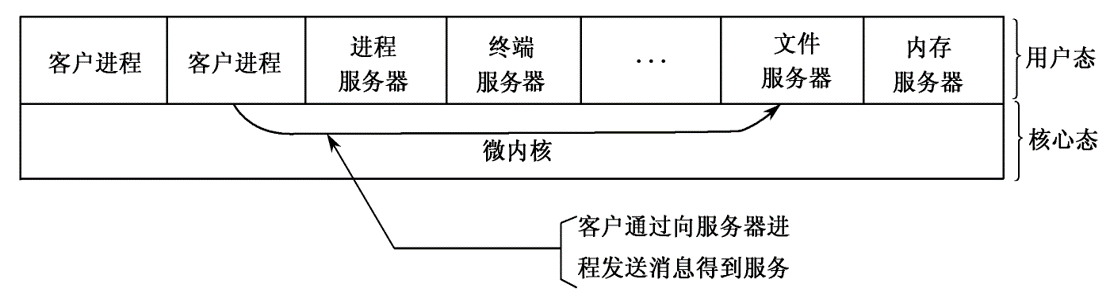 客户进程
客户进程
进程
服务器
终端
服务器
···
文件
服务器
内存
服务器
用户态
微内核
核心态
客户通过向服务器进
程发送消息得到服务